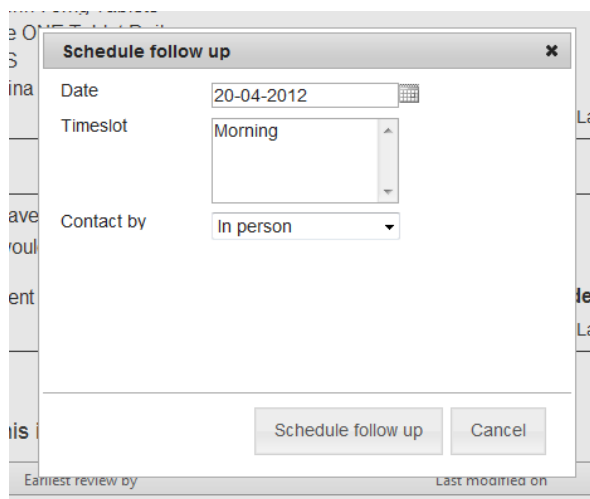 Schedule follow up
Date
20-04-2012
Timeslot
Morning
Contact by
In person
Schedule follow up
Cancel
Earliest review by
Last modified on